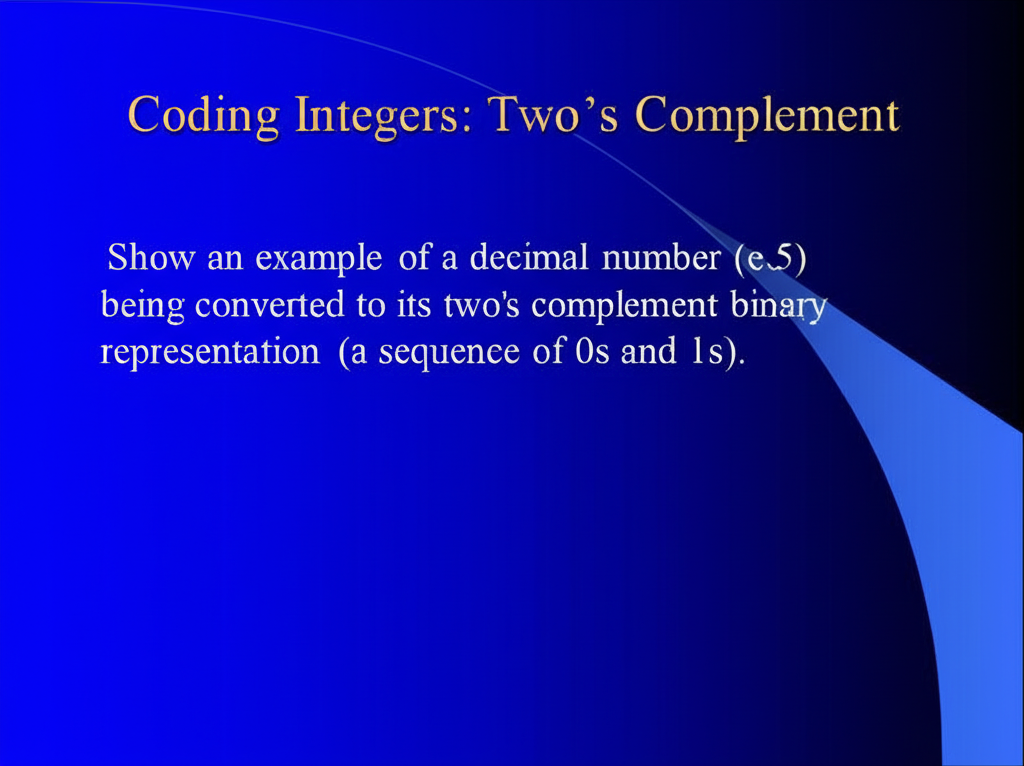 Coding Integers: Two’s Complement
Show an example of a decimal number
being converted to its two's complement binary
representation (a sequence of 0s and 1s).